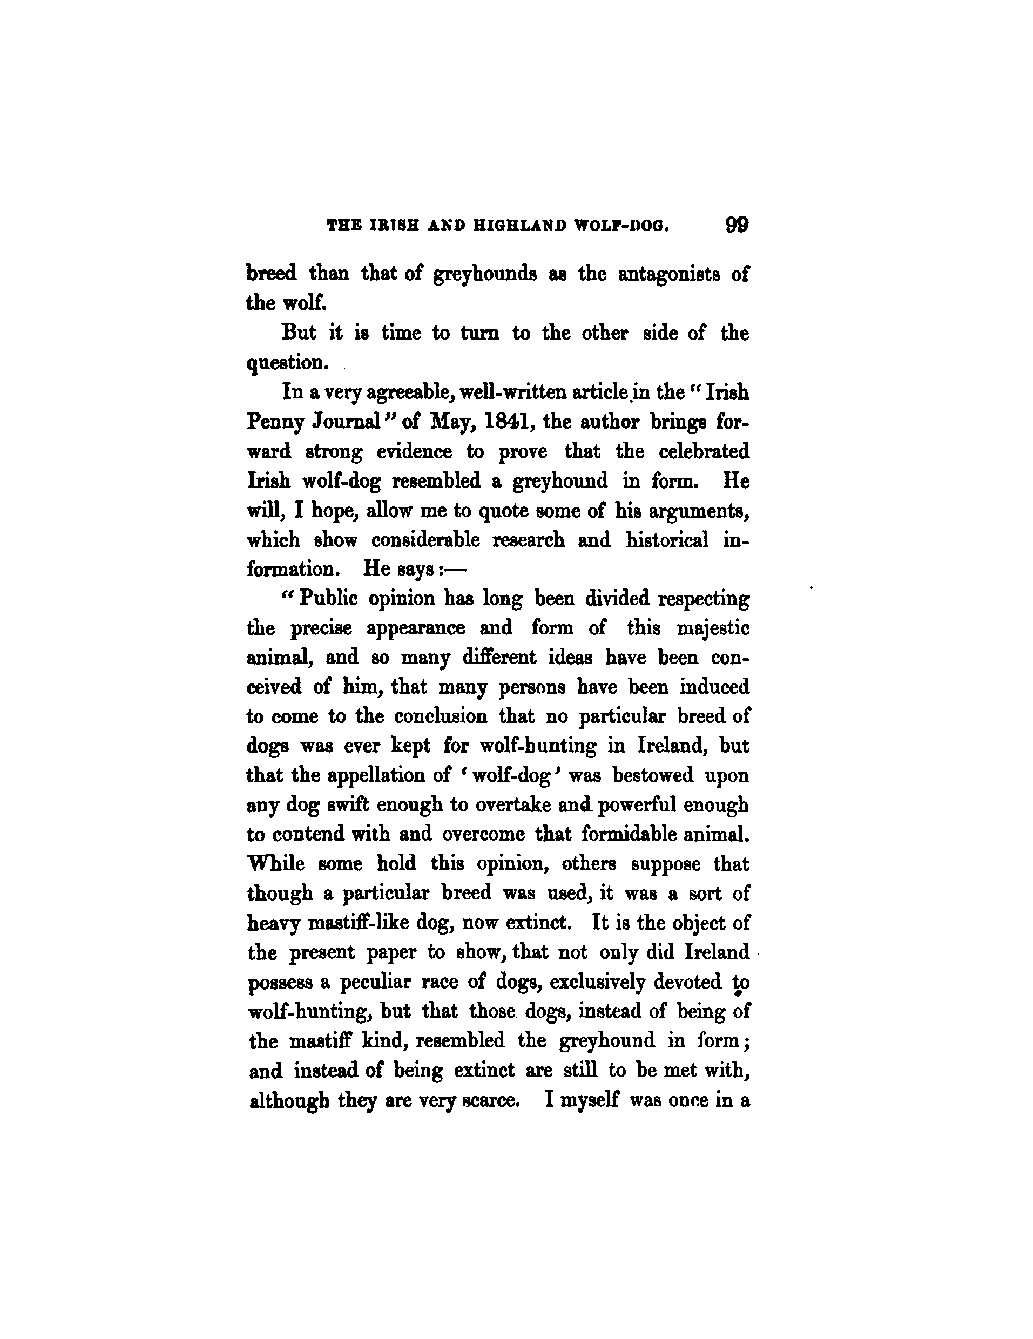 THE IRISH AND HIGHLAND WOLF-DOG. 99
breed than that of greyhounds as the antagonists of
the wolf.
But it is time to turn to the other side of the
question.
In a very agreeable, well-written article in the “ Irish
Penny Journal ” of May, 1841, the author brings for-
ward strong evidence to prove that the celebrated
Irish wolf-dog resembled a greyhound in form. He
will, I hope, allow me to quote some of his arguments,
which show considerable research and historical in-
formation. He says :—
“ Public opinion has long been divided respecting
the precise appearance and form of this majestic
animal, and so many different ideas have been con-
ceived of him, that many persons have been induced
to come to the conclusion that no particular breed of
dogs was ever kept for wolf-hunting in Ireland, but
that the appellation of ‘ wolf-dog ’ was bestowed upon
any dog swift enough to overtake and powerful enough
to contend with and overcome that formidable animal.
While some hold this opinion, others suppose that
though a particular breed was used, it was a sort of
heavy mastiff-like dog, now extinct. It is the object of
the present paper to show, that not only did Ireland
possess a peculiar race of dogs, exclusively devoted to
wolf-hunting, but that those dogs, instead of being of
the mastiff kind, resembled the greyhound in form ;
and instead of being extinct are still to be met with,
although they are very scarce. I myself was once in a